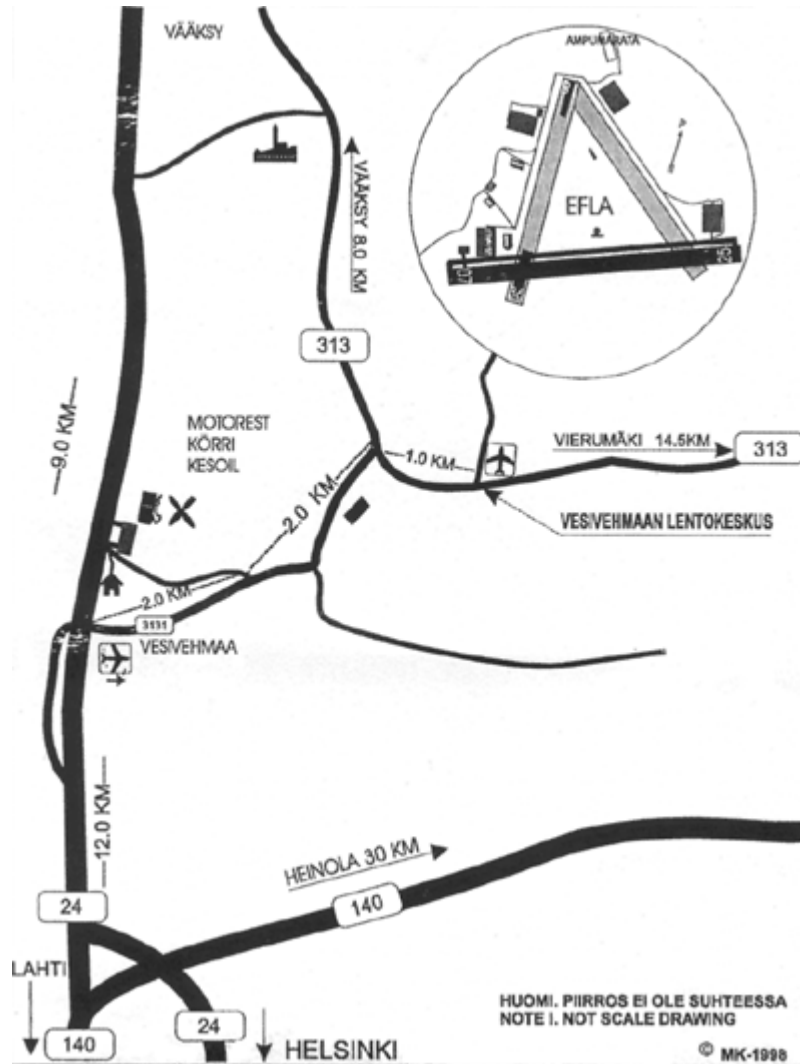 VÄÄKSY
AMPUMARATA
EFLA
07
25
VÄÄKSY 8.0 KM
313
9.0 KM
MOTOREST
KÖRRI
KESOIL
1.0 KM
VIERUMÄKI 14.5KM
313
2.0 KM
VESIVEHMAAN LENTOKESKUS
2.0 KM
3131
VESIVEHMAA
12.0 KM
HEINOLA 30 KM
140
24
LAHTI
24
140
HELSINKI
HUOMI. PIIRROS EI OLE SUHTEESSA
NOTE I. NOT SCALE DRAWING
© MK-1998